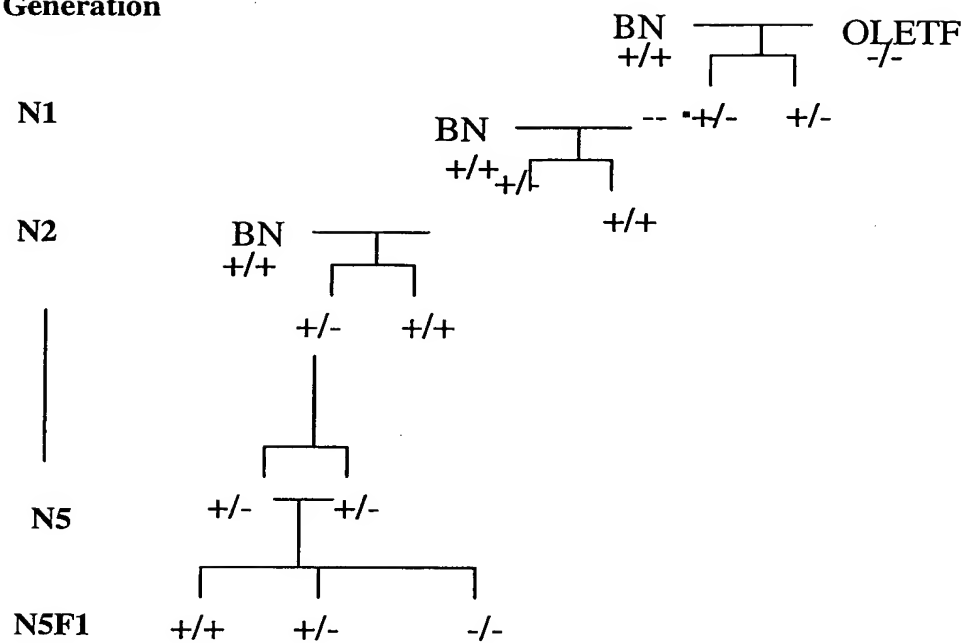 Generation
BN OLETF
+/+ -/-
N1 +/- +/-
BN
+/+ +/-
+/+
N2 BN
+/+
+/- +/+
N5 +/- +/-
N5F1 +/+ +/- -/-